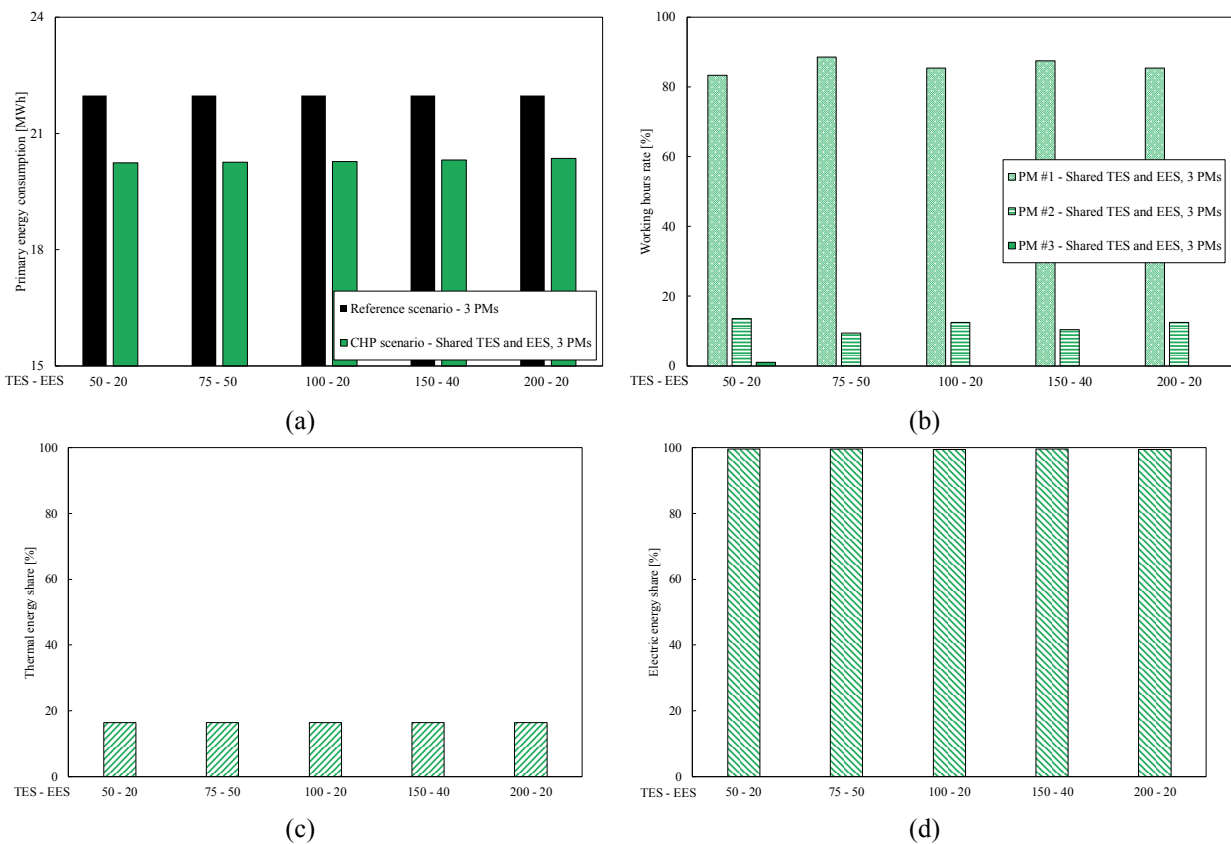 24
21
18
15
Primary energy consumption [MWh]
Reference scenario - 3 PMs
CHP scenario - Shared TES and EES, 3 PMs
TES - EES 50 - 20 75 - 50 100 - 20 150 - 40 200 - 20
(a)
100
80
60
40
20
0
Working hours rate [%]
PM #1 - Shared TES and EES, 3 PMs
PM #2 - Shared TES and EES, 3 PMs
PM #3 - Shared TES and EES, 3 PMs
TES - EES 50 - 20 75 - 50 100 - 20 150 - 40 200 - 20
(b)
100
80
60
40
20
0
Thermal energy share [%]
TES - EES 50 - 20 75 - 50 100 - 20 150 - 40 200 - 20
(c)
100
80
60
40
20
0
Electric energy share [%]
TES - EES 50 - 20 75 - 50 100 - 20 150 - 40 200 - 20
(d)